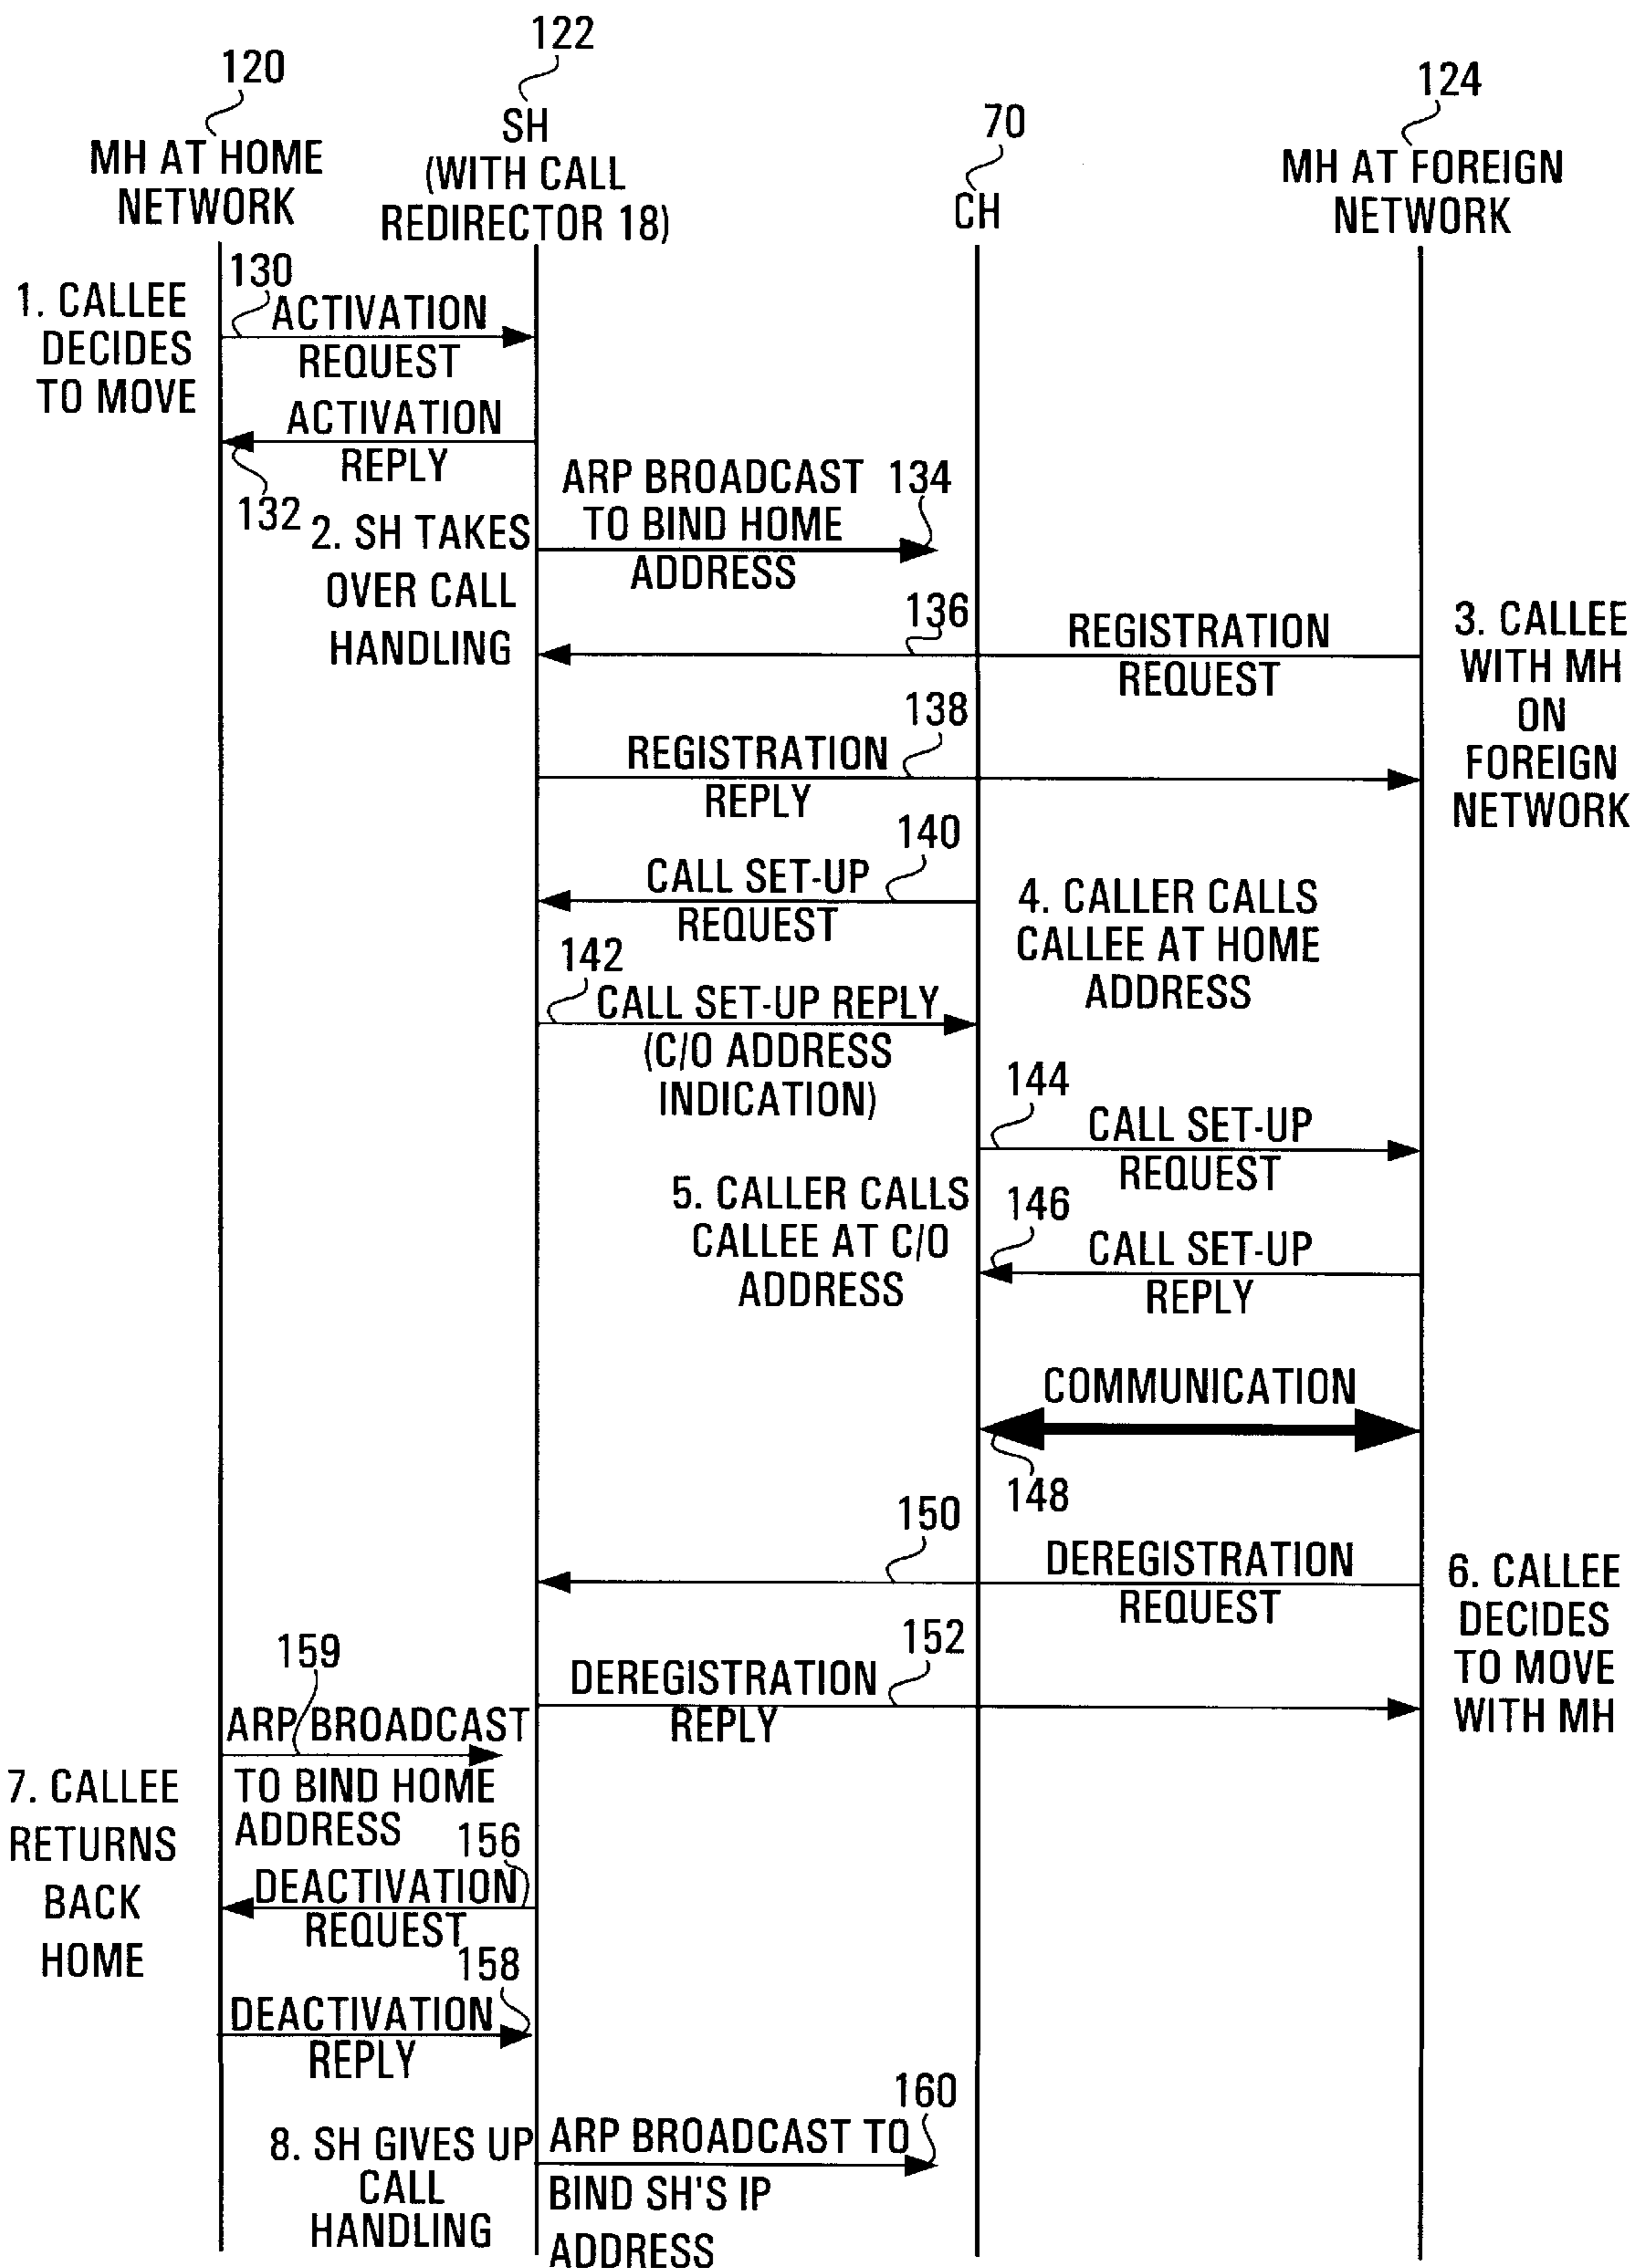 122
120
124
SH
70
MH AT HOME
NETWORK
(WITH CALL
REDIRECTOR 18)
CH
MH AT FOREIGN
NETWORK
130
1. CALLEE
DECIDES
TO MOVE
ACTIVATION
REQUEST
ACTIVATION
REPLY
132
ARP BROADCAST
TO BIND HOME
ADDRESS
134
2. SH TAKES
OVER CALL
HANDLING
136
REGISTRATION
REQUEST
3. CALLEE
WITH MH
ON
FOREIGN
NETWORK
138
REGISTRATION
REPLY
140
CALL SET-UP
REQUEST
4. CALLER CALLS
CALLEE AT HOME
ADDRESS
142
CALL SET-UP REPLY
(C/O ADDRESS
INDICATION)
144
CALL SET-UP
REQUEST
5. CALLER CALLS
CALLEE AT C/O
ADDRESS
146
CALL SET-UP
REPLY
COMMUNICATION
148
150
DEREGISTRATION
REQUEST
6. CALLEE
DECIDES
TO MOVE
WITH MH
152
DEREGISTRATION
REPLY
159
ARP BROADCAST
TO BIND HOME
ADDRESS
7. CALLEE
RETURNS
BACK
HOME
156
DEACTIVATION
REQUEST
158
DEACTIVATION
REPLY
160
8. SH GIVES UP
CALL
HANDLING
ARP BROADCAST TO
BIND SH'S IP
ADDRESS